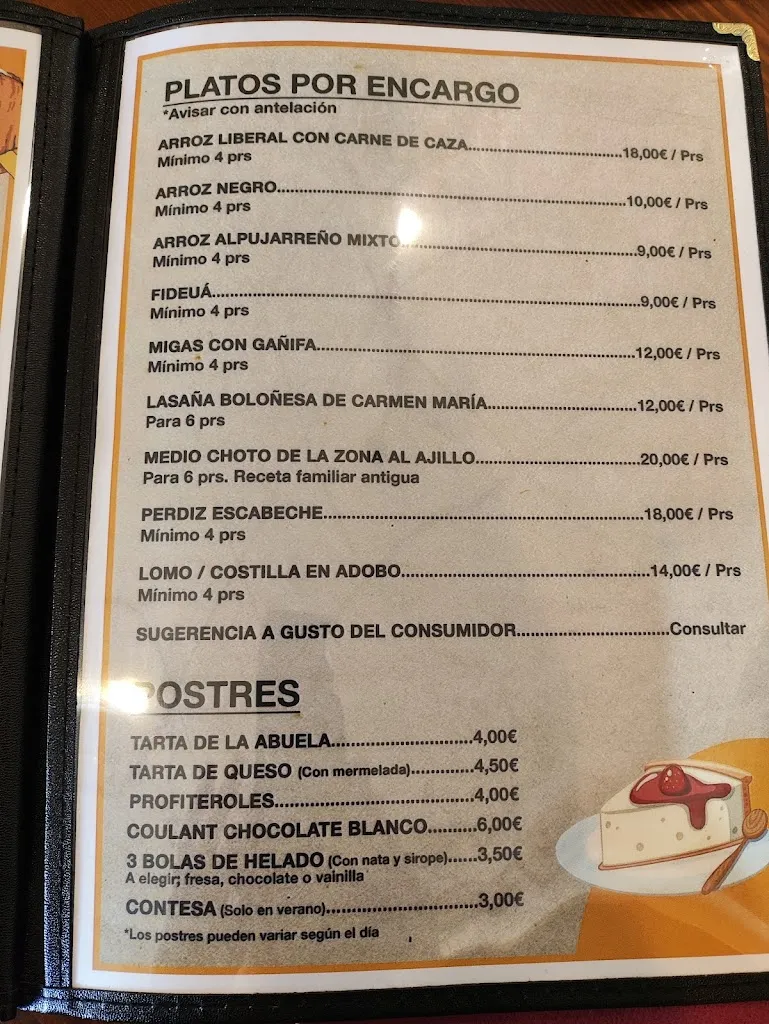 PLATOS POR ENCARGO
*Avisar con antelación
ARROZ LIBERAL CON CARNE DE CAZA.....18,00€ / Prs
Mínimo 4 prs
ARROZ NEGRO.....10,00€ / Prs
Mínimo 4 prs
ARROZ ALPUJARREÑO MIXTO.....9,00€ / Prs
Mínimo 4 prs
FIDEUÁ.....9,00€ / Prs
Mínimo 4 prs
MIGAS CON GAÑIFA.....12,00€ / Prs
Mínimo 4 prs
LASAÑA BOLOÑESA DE CARMEN MARÍA.....12,00€ / Prs
Para 6 prs
MEDIO CHOTO DE LA ZONA AL AJILLO.....20,00€ / Prs
Para 6 prs. Receta familiar antigua
PERDIZ ESCABECHE.....18,00€ / Prs
Mínimo 4 prs
LOMO / COSTILLA EN ADOBO.....14,00€ / Prs
Mínimo 4 prs
SUGERENCIA A GUSTO DEL CONSUMIDOR.....Consultar
POSTRES
TARTA DE LA ABUELA.....4,00€
TARTA DE QUESO (Con mermelada).....4,50€
PROFITEROLES.....4,00€
COULANT CHOCOLATE BLANCO.....6,00€
3 BOLAS DE HELADO (Con nata y sirope).....3,50€
A elegir; fresa, chocolate o vainilla
CONTESA (Solo en verano).....3,00€
*Los postres pueden variar según el día